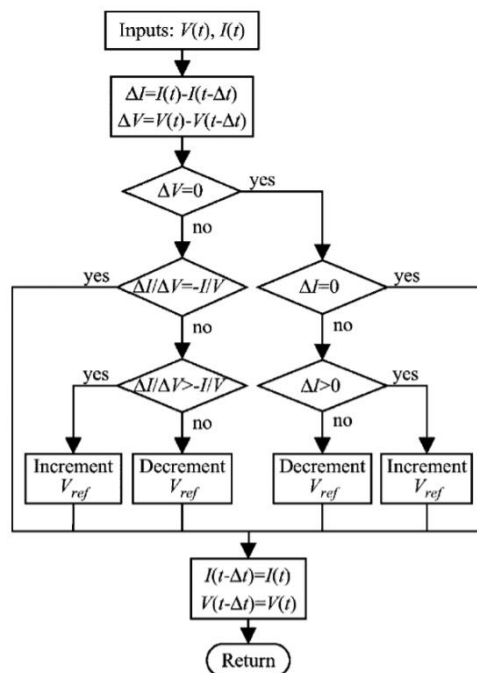 Inputs: V(t), I(t)
ΔI=I(t)-I(t-Δt)
ΔV=V(t)-V(t-Δt)
ΔV=0
yes
no
yes
ΔI/ΔV=-I/V
ΔI=0
yes
no
no
yes
ΔI/ΔV>-I/V
ΔI>0
yes
no
no
Increment
Vref
Decrement
Vref
Decrement
Vref
Increment
Vref
I(t-Δt)=I(t)
V(t-Δt)=V(t)
Return